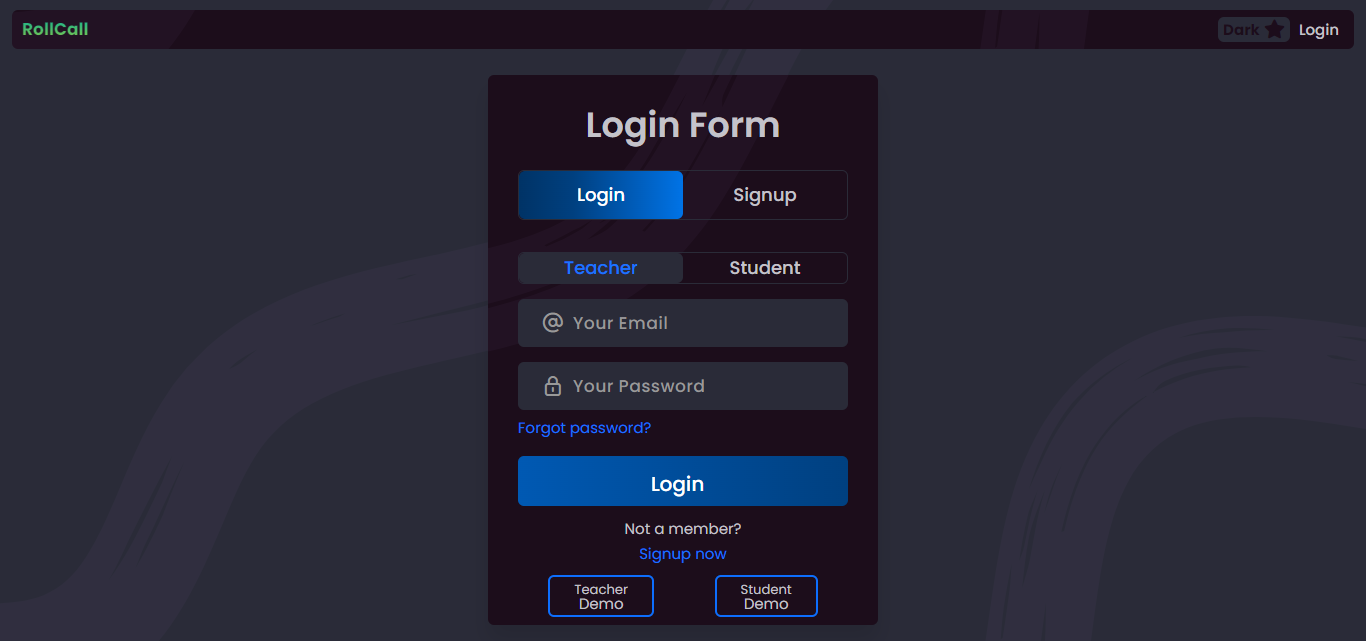 RollCall
Dark
Login
Login Form
Login
Signup
Teacher
Student
Your Email
Your Password
Forgot password?
Login
Not a member?
Signup now
Teacher
Demo
Student
Demo